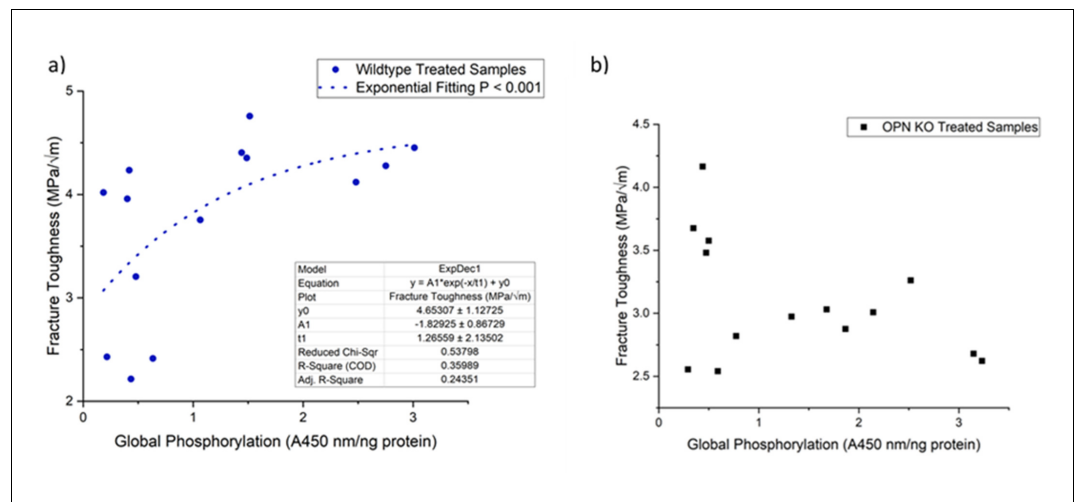 a)
Wildtype Treated Samples
Exponential Fitting P < 0.001
5
4
3
2
Fracture Toughness (MPa/√m)
Model ExpDec1
Equation y = A1*exp(-x/t1) + y0
Plot Fracture Toughness (MPa/√m)
y0 4.65307 ± 1.12725
A1 -1.82925 ± 0.86729
t1 1.26559 ± 2.13502
Reduced Chi-Sqr 0.53798
R-Square (COD) 0.35989
Adj. R-Square 0.24351
0 1 2 3
Global Phosphorylation (A450 nm/ng protein)
b)
OPN KO Treated Samples
4.5
4.0
3.5
3.0
2.5
Fracture Toughness (MPa/√m)
0 1 2 3
Global Phosphorylation (A450 nm/ng protein)